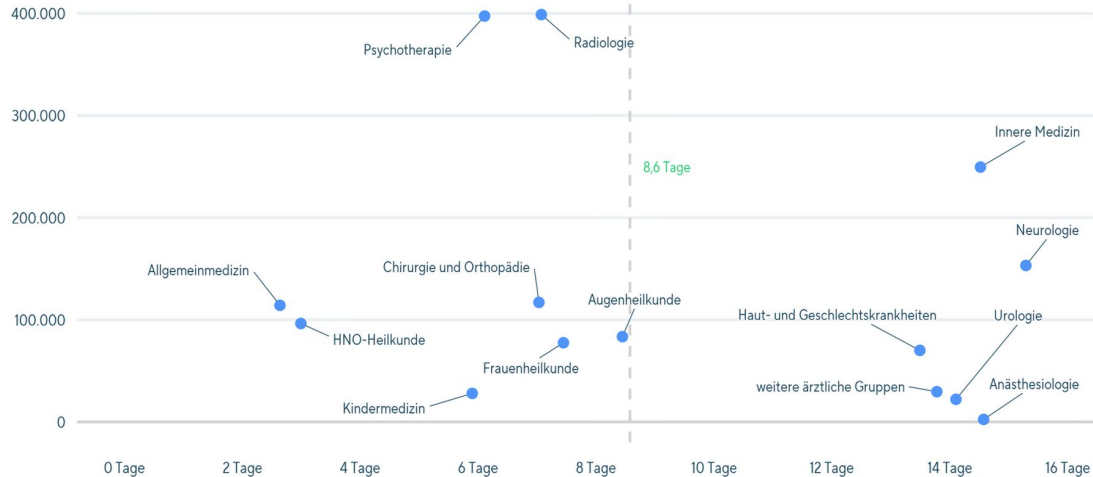 400.000
Psychotherapie
Radiologie
300.000
Innere Medizin
8,6 Tage
200.000
Neurologie
Allgemeinmedizin
Chirurgie und Orthopädie
Augenheilkunde
Haut- und Geschlechtskrankheiten
Urologie
100.000
HNO-Heilkunde
Frauenheilkunde
weitere ärztliche Gruppen
Anästhesiologie
Kindermedizin
0
0 Tage
2 Tage
4 Tage
6 Tage
8 Tage
10 Tage
12 Tage
14 Tage
16 Tage